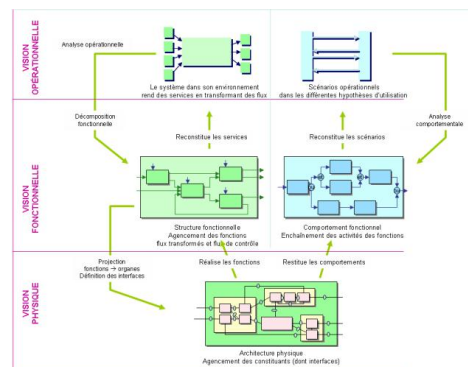 VISION
OPÉRATIONNELLE
Analyse opérationnelle
Le système dans son environnement
rend des services en transformant des flux
Scénarios opérationnels
dans les différentes hypothèses d'utilisation
Décomposition
fonctionnelle
Reconstitue les services
Reconstitue les scénarios
Analyse
comportementale
VISION
FONCTIONNELLE
Structure fonctionnelle
Agencement des fonctions
flux transformés et flux de contrôle
Comportement fonctionnel
Enchaînement des activités des fonctions
Projection
fonctions → organes
Définition des interfaces
Réalise les fonctions
Restitue les comportements
VISION
PHYSIQUE
Architecture physique
Agencement des constituants (dont interfaces)